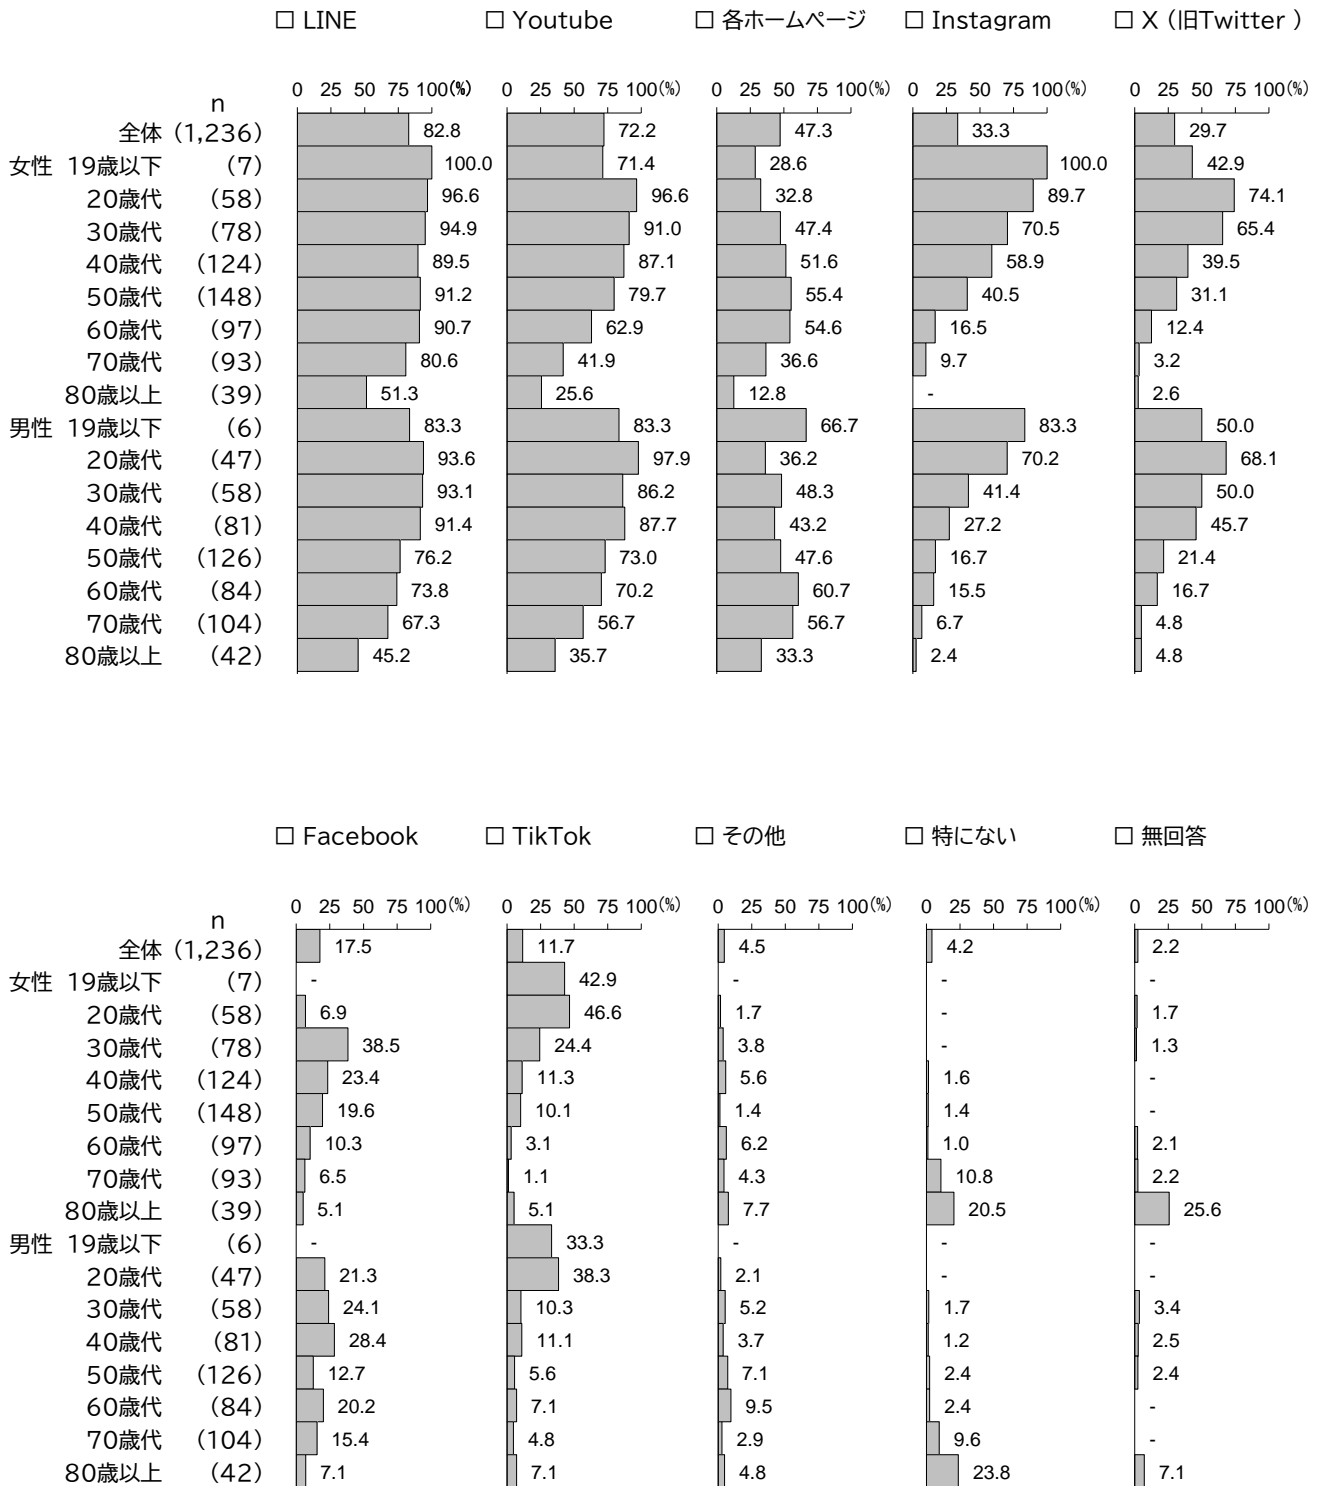 □ LINE □ Youtube □ 各ホームページ □ Instagram □ X（旧Twitter ）
n 0 25 50 75 100(%) 0 25 50 75 100(%) 0 25 50 75 100(%) 0 25 50 75 100(%) 0 25 50 75 100(%)
全体（1,236） 82.8 72.2 47.3 33.3 29.7
女性 19歳以下 （7） 100.0 71.4 28.6 100.0 42.9
20歳代 （58） 96.6 96.6 32.8 89.7 74.1
30歳代 （78） 94.9 91.0 47.4 70.5 65.4
40歳代 （124） 89.5 87.1 51.6 58.9 39.5
50歳代 （148） 91.2 79.7 55.4 40.5 31.1
60歳代 （97） 90.7 62.9 54.6 16.5 12.4
70歳代 （93） 80.6 41.9 36.6 9.7 3.2
80歳以上 （39） 51.3 25.6 12.8 - 2.6
男性 19歳以下 （6） 83.3 83.3 66.7 83.3 50.0
20歳代 （47） 93.6 97.9 36.2 70.2 68.1
30歳代 （58） 93.1 86.2 48.3 41.4 50.0
40歳代 （81） 91.4 87.7 43.2 27.2 45.7
50歳代 （126） 76.2 73.0 47.6 16.7 21.4
60歳代 （84） 73.8 70.2 60.7 15.5 16.7
70歳代 （104） 67.3 56.7 56.7 6.7 4.8
80歳以上 （42） 45.2 35.7 33.3 2.4 4.8
□ Facebook □ TikTok □ その他 □ 特にない □ 無回答
n 0 25 50 75 100(%) 0 25 50 75 100(%) 0 25 50 75 100(%) 0 25 50 75 100(%) 0 25 50 75 100(%)
全体（1,236） 17.5 11.7 4.5 4.2 2.2
女性 19歳以下 （7） - 42.9 - - -
20歳代 （58） 6.9 46.6 1.7 - 1.7
30歳代 （78） 38.5 24.4 3.8 - 1.3
40歳代 （124） 23.4 11.3 5.6 1.6 -
50歳代 （148） 19.6 10.1 1.4 1.4 -
60歳代 （97） 10.3 3.1 6.2 1.0 2.1
70歳代 （93） 6.5 1.1 4.3 10.8 2.2
80歳以上 （39） 5.1 5.1 7.7 20.5 25.6
男性 19歳以下 （6） - 33.3 - - -
20歳代 （47） 21.3 38.3 2.1 - -
30歳代 （58） 24.1 10.3 5.2 1.7 3.4
40歳代 （81） 28.4 11.1 3.7 1.2 2.5
50歳代 （126） 12.7 5.6 7.1 2.4 2.4
60歳代 （84） 20.2 7.1 9.5 2.4 -
70歳代 （104） 15.4 4.8 2.9 9.6 -
80歳以上 （42） 7.1 7.1 4.8 23.8 7.1